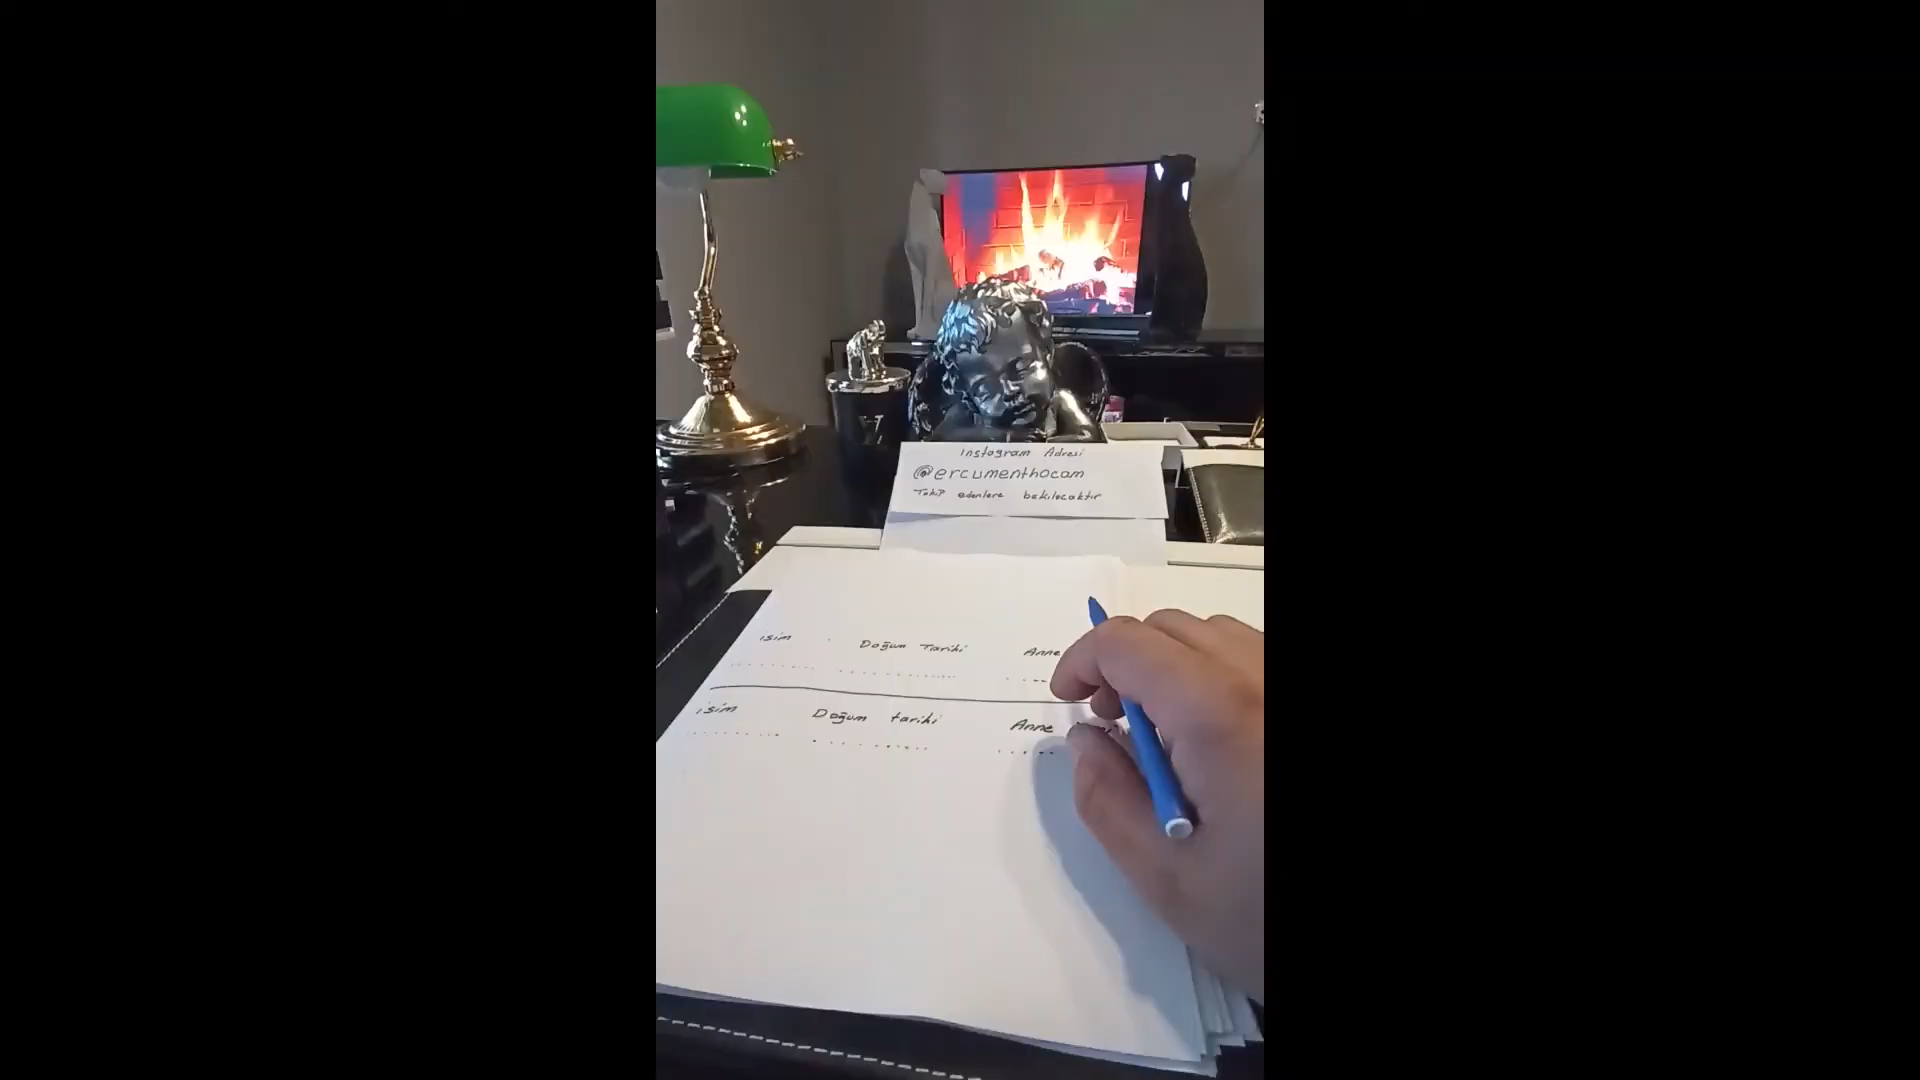 Instagram Adresi
@ercumenthocam
Takip edenlere bakılacaktır
isim Doğum Tarihi Anne
isim Doğum tarihi Anne